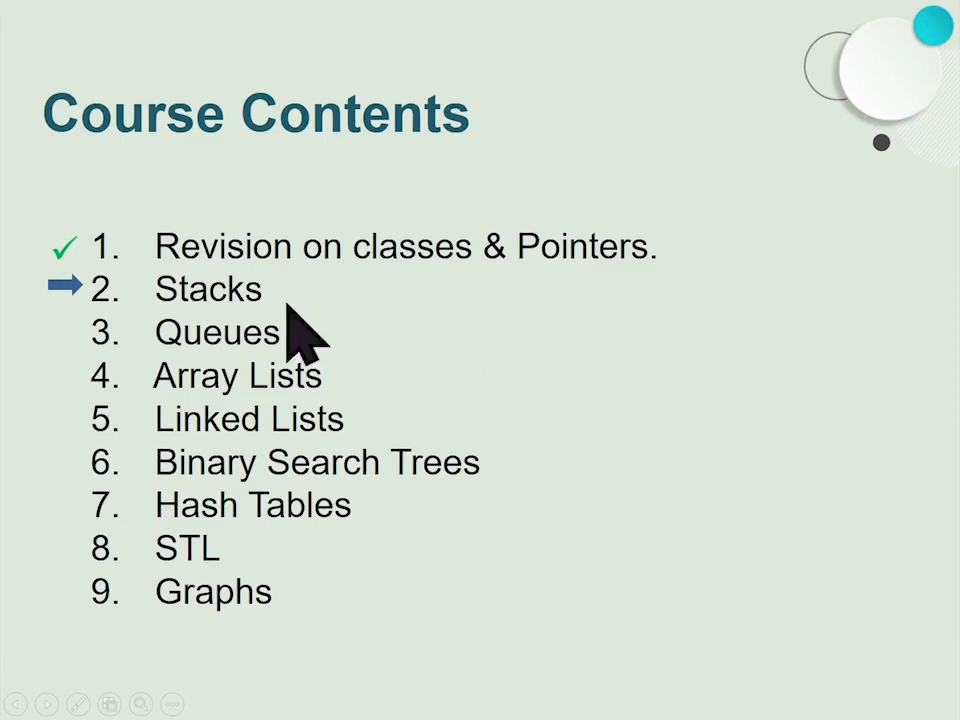 Course Contents
✓ 1. Revision on classes & Pointers.
2. Stacks
3. Queues
4. Array Lists
5. Linked Lists
6. Binary Search Trees
7. Hash Tables
8. STL
9. Graphs